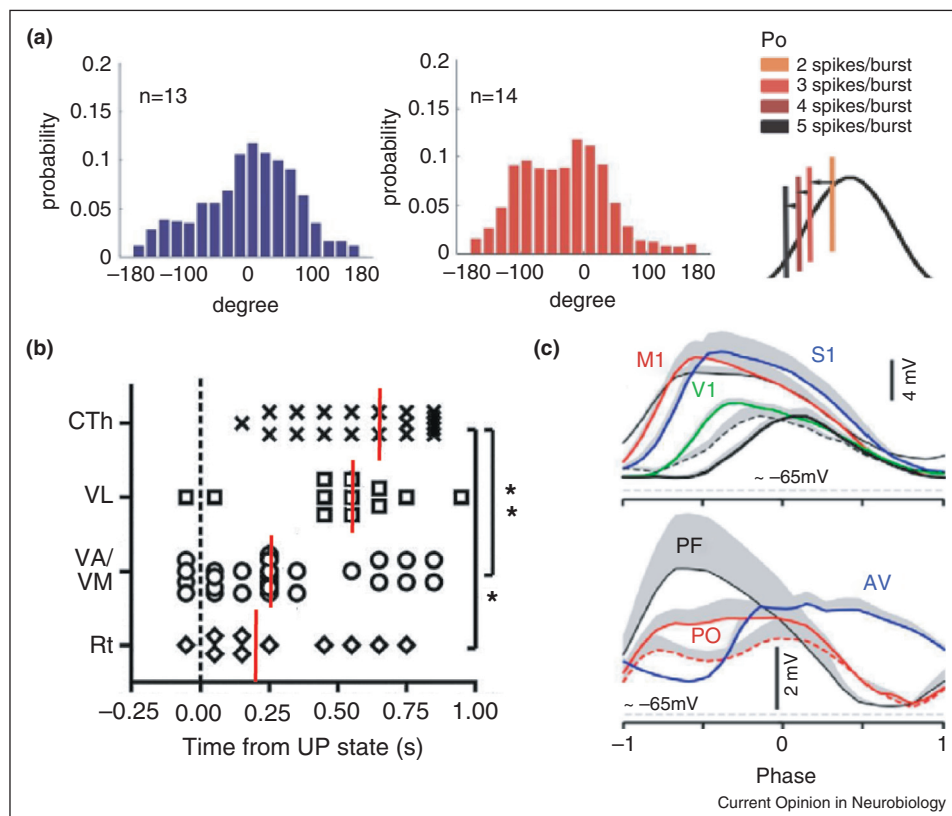 (a)
0.2
0.15
0.1
0.05
0
n=13
probability
−180
−100
0
100
180
degree
0.2
0.15
0.1
0.05
0
n=14
probability
−180
−100
0
100
180
degree
Po
2 spikes/burst
3 spikes/burst
4 spikes/burst
5 spikes/burst
(b)
CTh
VL
VA/
VM
Rt
*
*
*
−0.25
0.00
0.25
0.50
0.75
1.00
Time from UP state (s)
(c)
M1
S1
V1
4 mV
~ −65mV
PF
AV
PO
2 mV
~ −65mV
−1
0
1
Phase
Current Opinion in Neurobiology